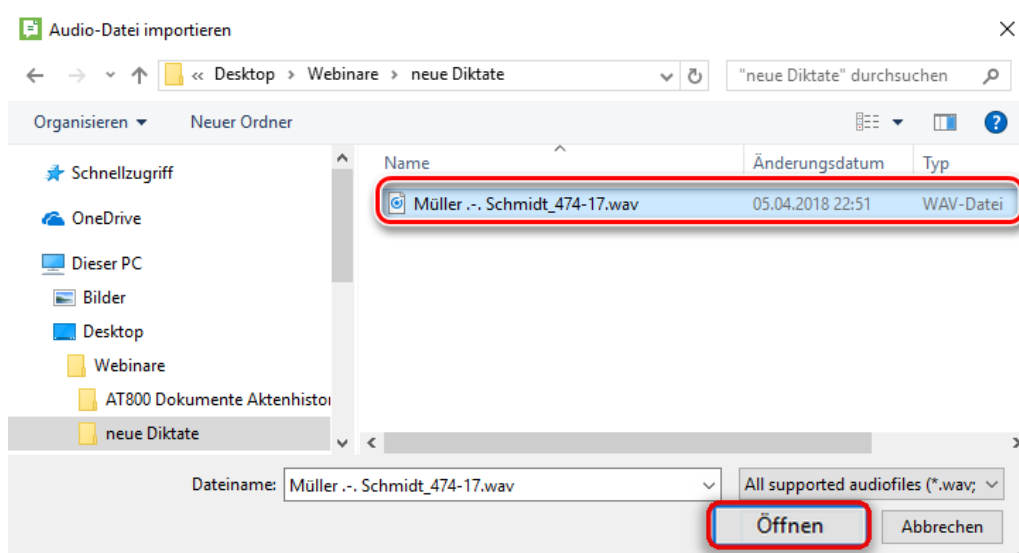 Audio-Datei importieren
« Desktop › Webinare › neue Diktate
"neue Diktate" durchsuchen
Organisieren
Neuer Ordner
Schnellzugriff
OneDrive
Dieser PC
Bilder
Desktop
Webinare
AT800 Dokumente Aktenhistor
neue Diktate
Name Änderungsdatum Typ
Müller .-. Schmidt_474-17.wav 05.04.2018 22:51 WAV-Datei
Dateiname: Müller .-. Schmidt_474-17.wav
All supported audiofiles (*.wav;
Öffnen
Abbrechen